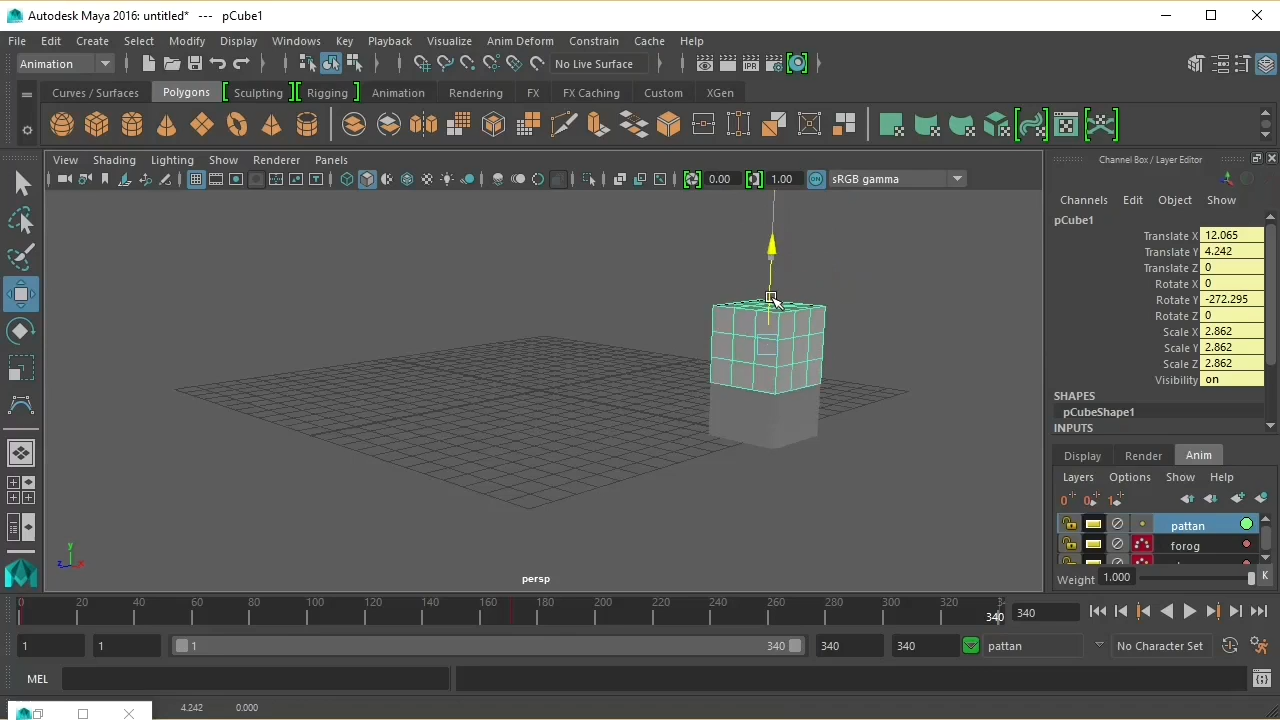 Autodesk Maya 2016: untitled* --- pCube1
File Edit Create Select Modify Display Windows Key Playback Visualize Anim Deform Constrain Cache Help
Animation No Live Surface
Curves / Surfaces Polygons Sculpting Rigging Animation Rendering FX FX Caching Custom XGen
View Shading Lighting Show Renderer Panels
0.00 1.00 sRGB gamma
Channel Box / Layer Editor
Channels Edit Object Show
pCube1
Translate X 12.065
Translate Y 4.242
Translate Z 0
Rotate X 0
Rotate Y -272.295
Rotate Z 0
Scale X 2.862
Scale Y 2.862
Scale Z 2.862
Visibility on
SHAPES
pCubeShape1
INPUTS
Display Render Anim
Layers Options Show Help
pattan
forog
Weight 1.000 K
y
z x
persp
0 20 40 60 80 100 120 140 160 180 200 220 240 260 280 300 320
340 340
1 1 1 340 340 340 pattan No Character Set
MEL
4.242 0.000